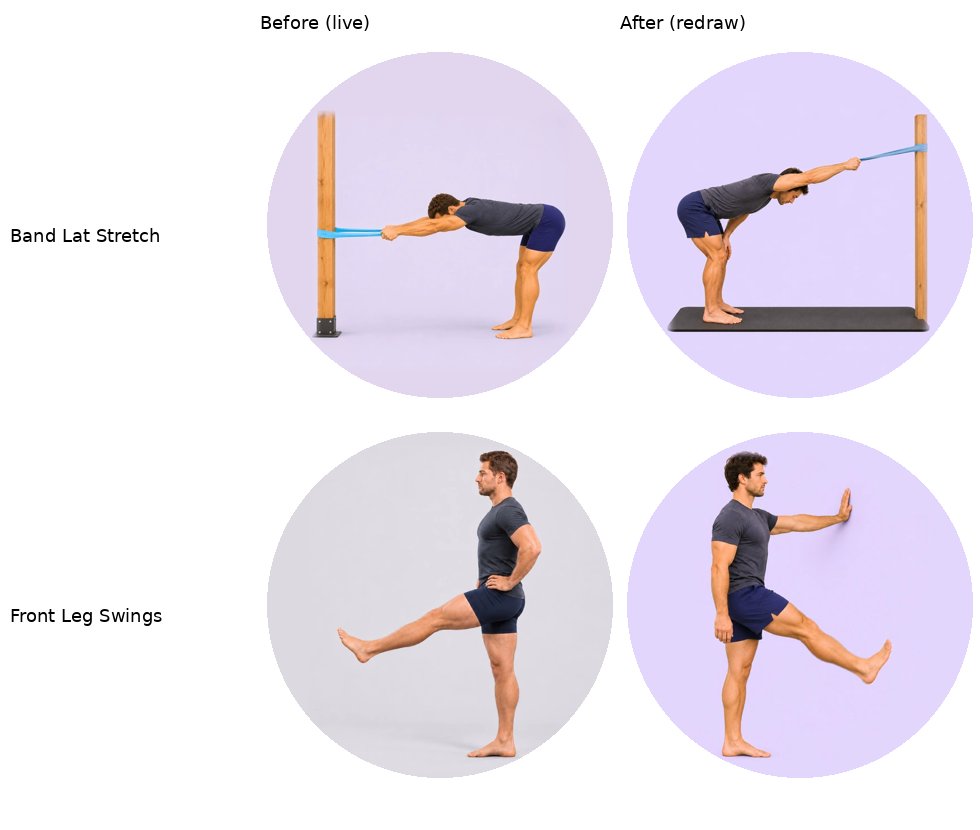 Before (live)
After (redraw)
Band Lat Stretch
Front Leg Swings